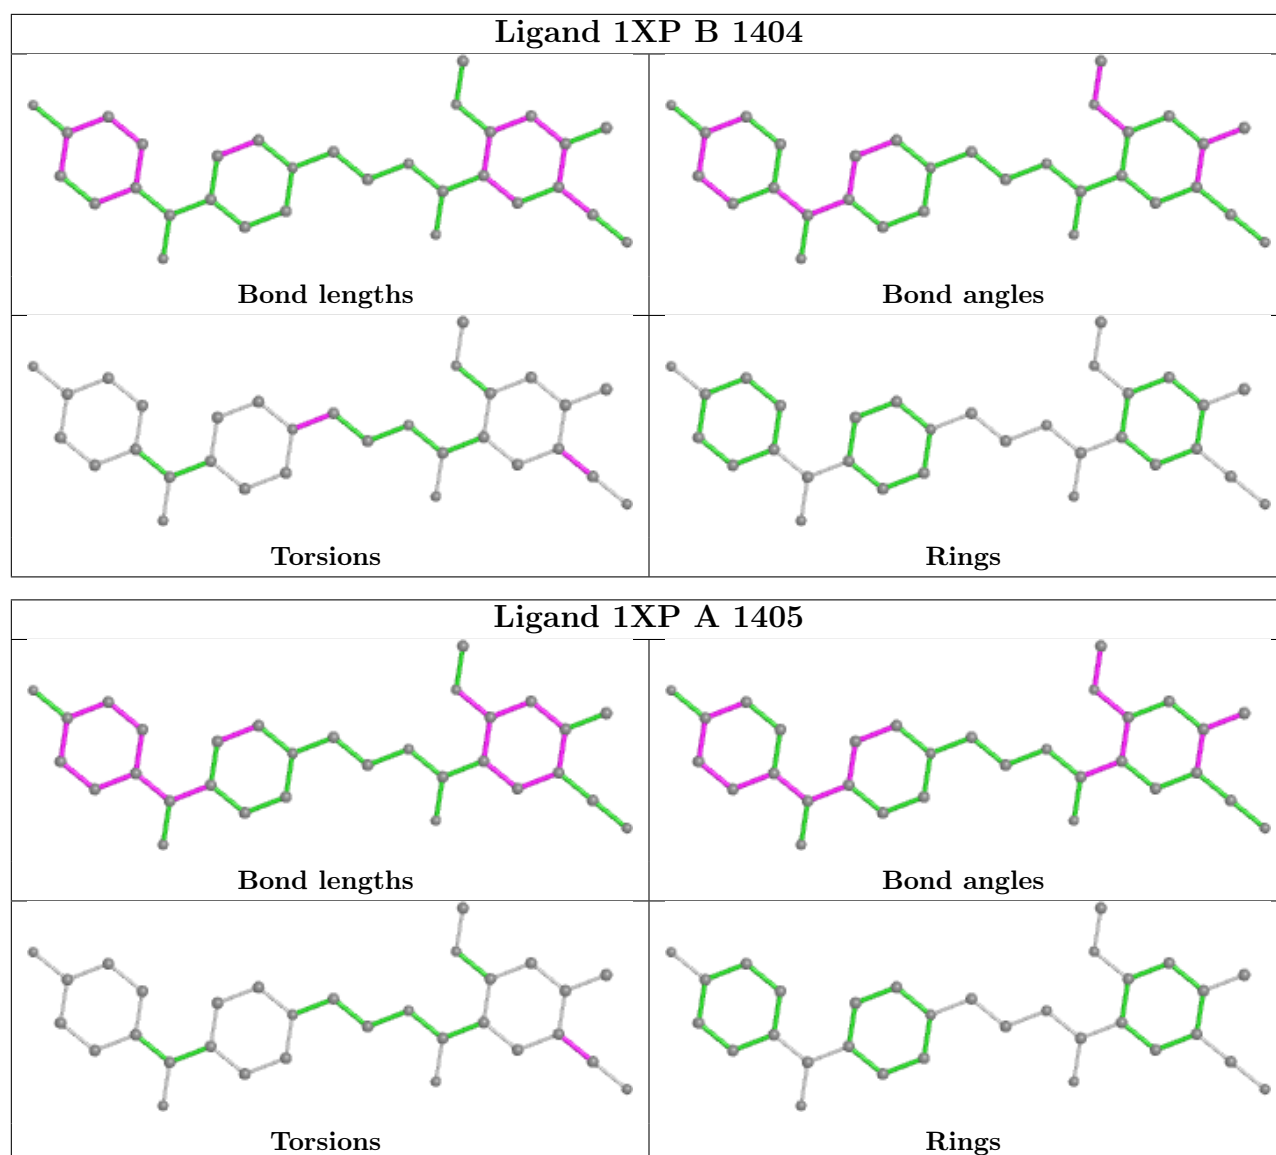 Ligand 1XP B 1404
Bond lengths
Bond angles
Torsions
Rings
Ligand 1XP A 1405
Bond lengths
Bond angles
Torsions
Rings